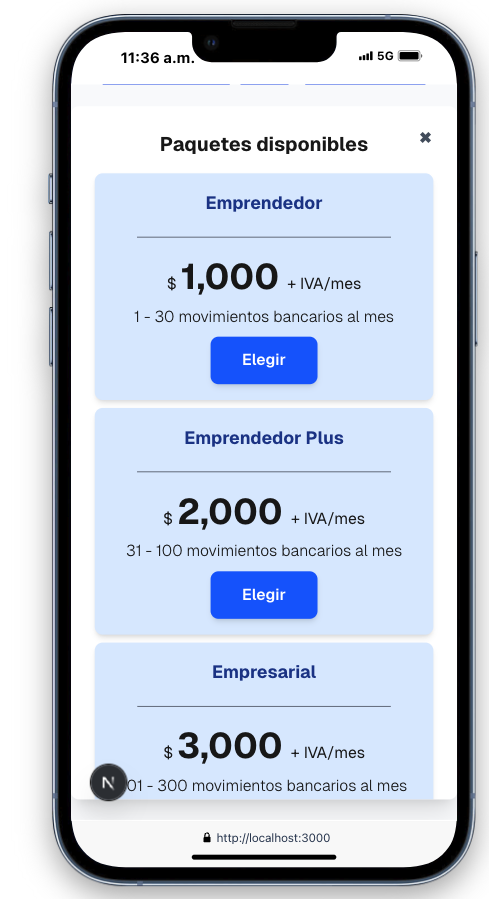 11:36 a.m.
5G
Paquetes disponibles
✖
Emprendedor
$ 1,000 + IVA/mes
1 - 30 movimientos bancarios al mes
Elegir
Emprendedor Plus
$ 2,000 + IVA/mes
31 - 100 movimientos bancarios al mes
Elegir
Empresarial
$ 3,000 + IVA/mes
01 - 300 movimientos bancarios al mes
N
http://localhost:3000